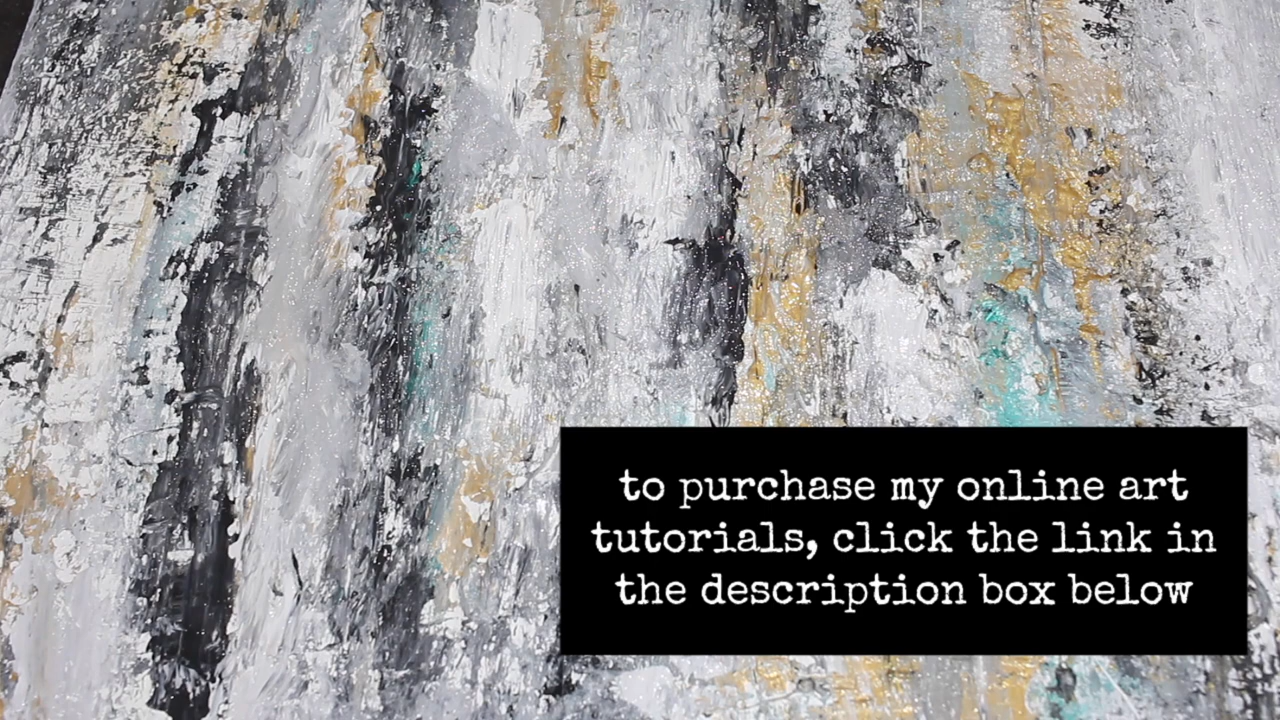 to purchase my online art
tutorials, click the link in
the description box below